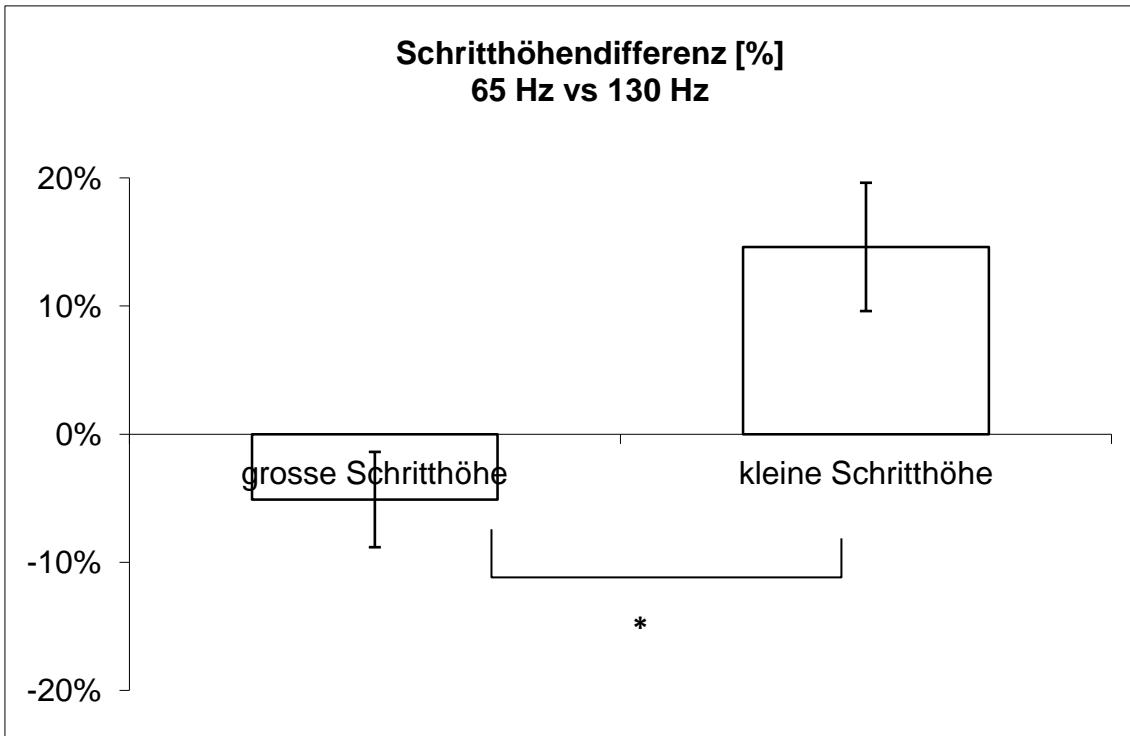 Schritthöhendifferenz [%]
65 Hz vs 130 Hz
20%
10%
0%
grosse Schritthöhe
kleine Schritthöhe
-10%
*
-20%